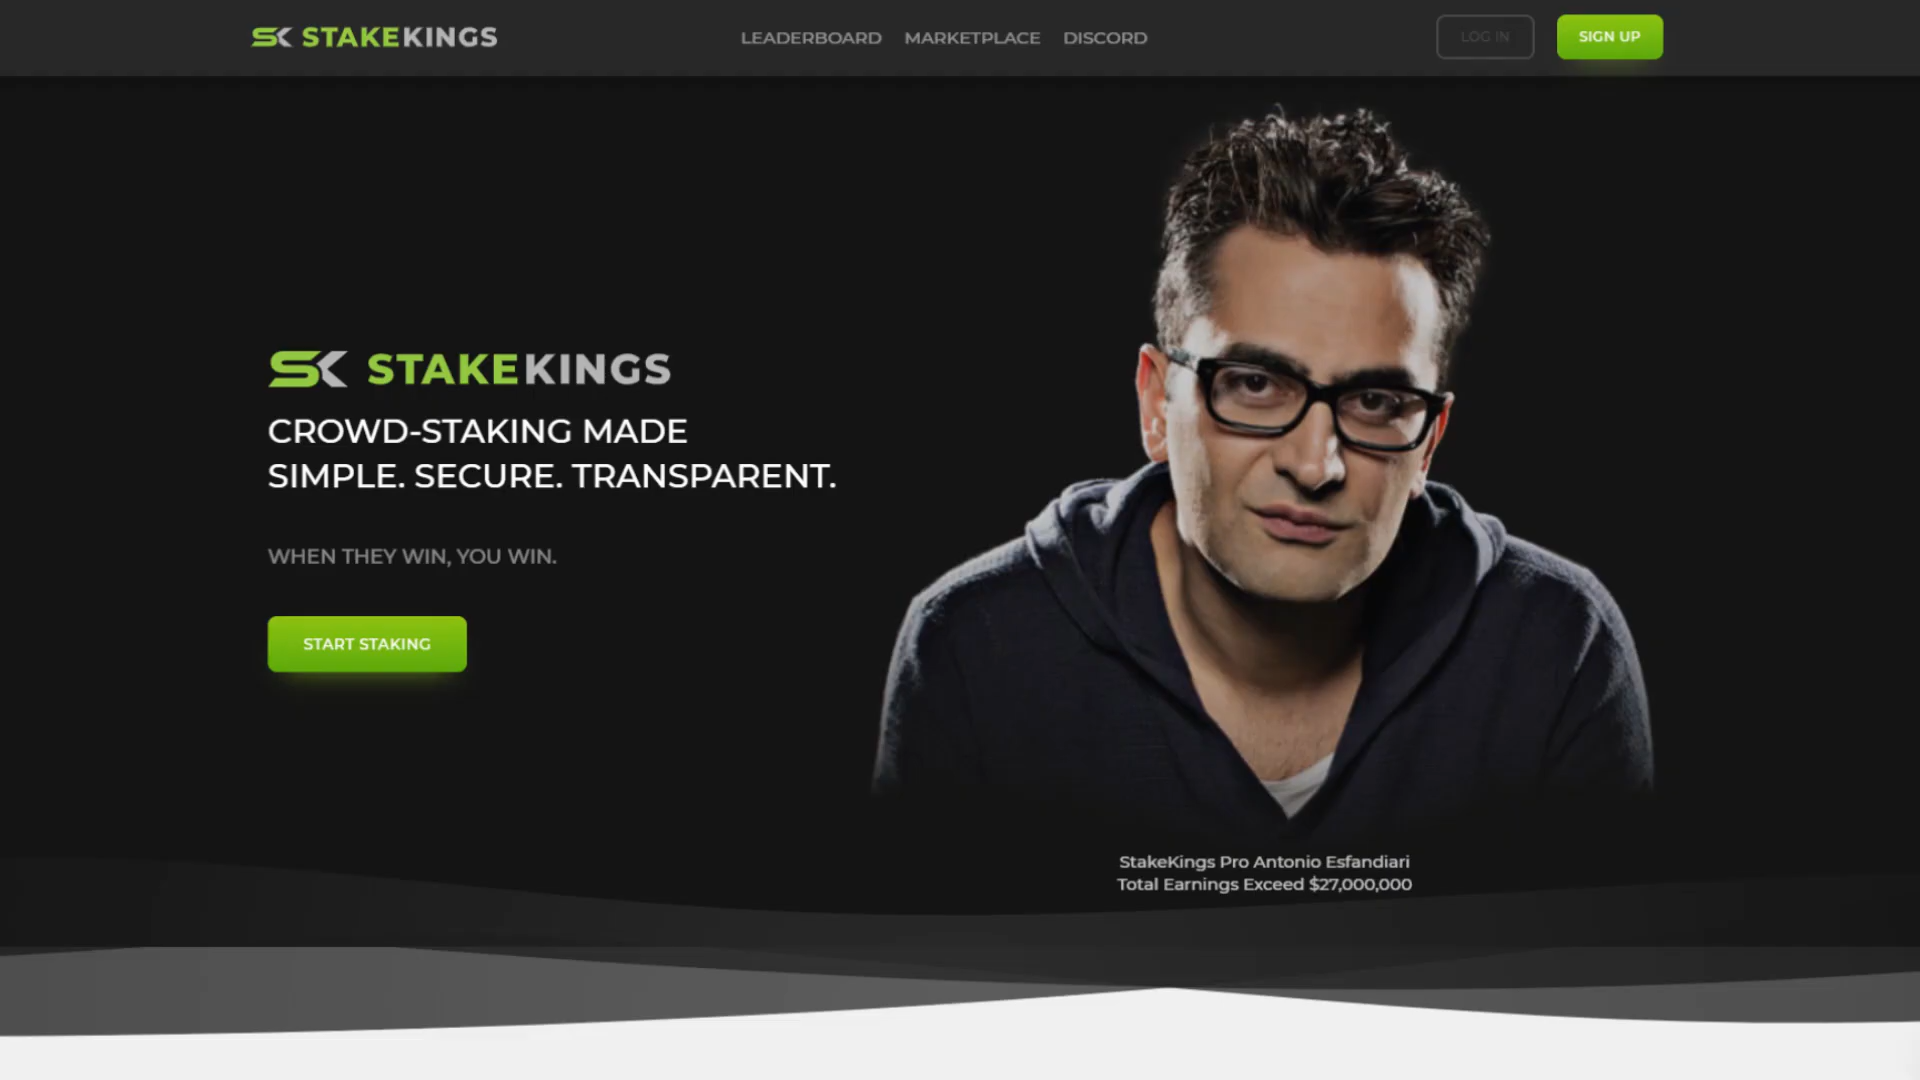 STAKEKINGS
LEADERBOARD MARKETPLACE DISCORD
LOG IN
SIGN UP
STAKEKINGS
CROWD-STAKING MADE
SIMPLE. SECURE. TRANSPARENT.
WHEN THEY WIN, YOU WIN.
START STAKING
StakeKings Pro Antonio Esfandiari
Total Earnings Exceed $27,000,000